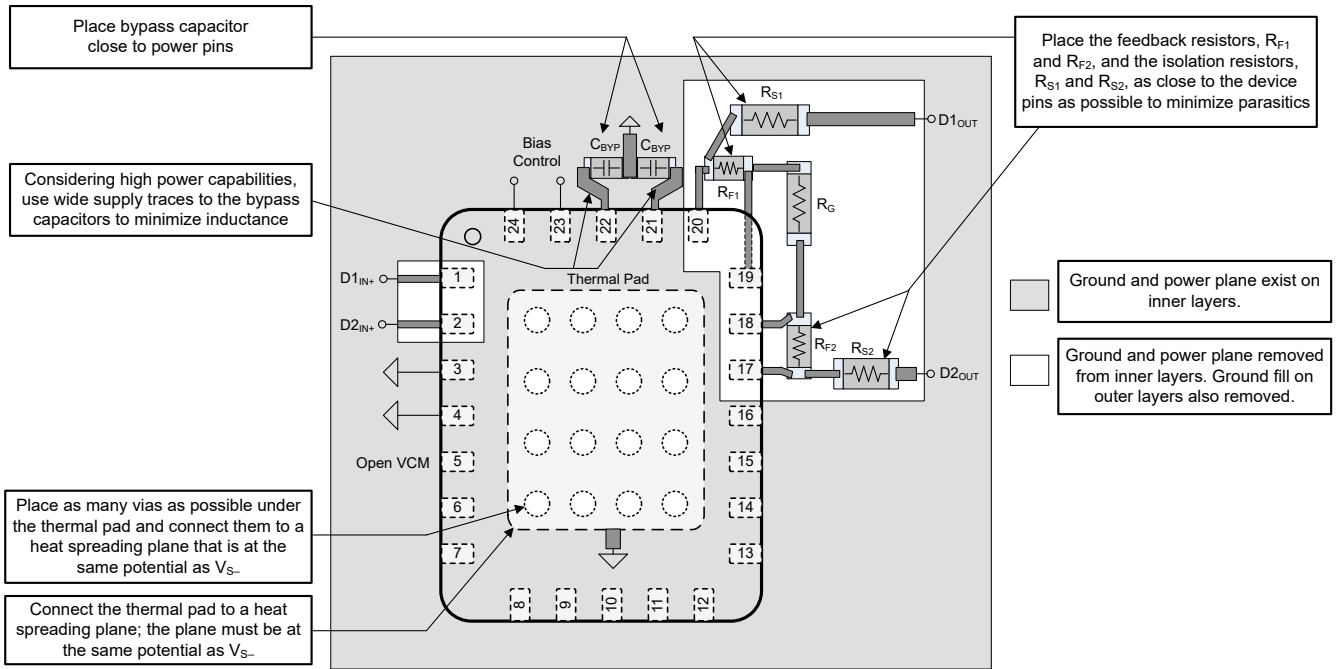 Place bypass capacitor
close to power pins
Considering high power capabilities,
use wide supply traces to the bypass
capacitors to minimize inductance
Place as many vias as possible under
the thermal pad and connect them to a
heat spreading plane that is at the
same potential as VS–
Connect the thermal pad to a heat
spreading plane; the plane must be at
the same potential as VS–
Bias
Control
CBYP
CBYP
24
23
22
21
20
RS1
D1OUT
RF1
RG
D1IN+
1
D2IN+
2
3
4
Open VCM
5
6
7
Thermal Pad
19
18
17
16
15
14
13
RF2
RS2
D2OUT
8
9
10
11
12
Place the feedback resistors, RF1
and RF2, and the isolation resistors,
RS1 and RS2, as close to the device
pins as possible to minimize parasitics
Ground and power plane exist on
inner layers.
Ground and power plane removed
from inner layers. Ground fill on
outer layers also removed.